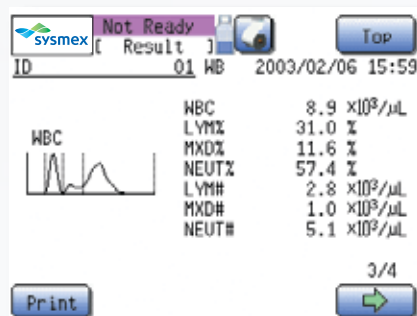 sysmex
Not Ready
[ Result ]
Top
ID 01 WB 2003/02/06 15:59
WBC
WBC 8.9 ×10³/µL
LYM% 31.0 %
MXD% 11.6 %
NEUT% 57.4 %
LYM# 2.8 ×10³/µL
MXD# 1.0 ×10³/µL
NEUT# 5.1 ×10³/µL
3/4
Print